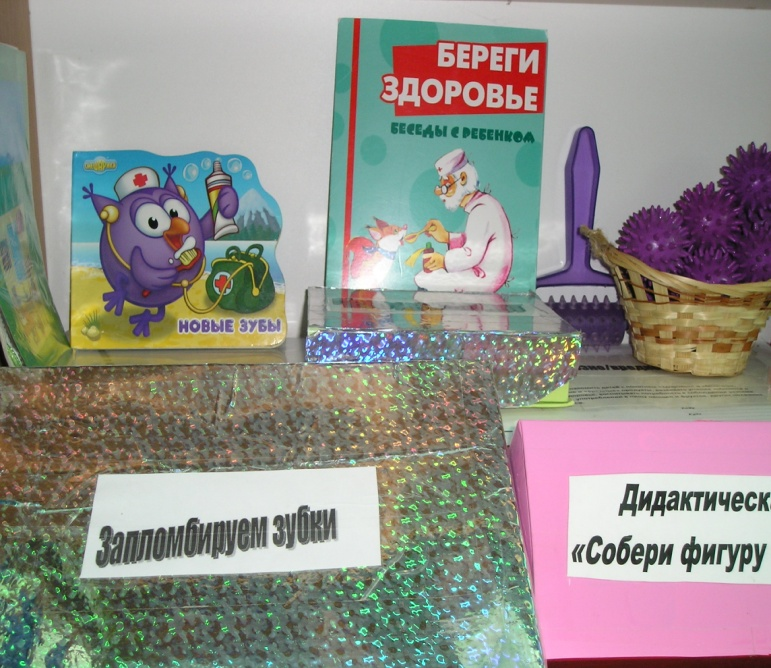 БЕРЕГИ
ЗДОРОВЬЕ
БЕСЕДЫ С РЕБЕНКОМ
НОВЫЕ ЗУБЫ
Запломбируем зубки
Дидактическ
«Собери фигуру